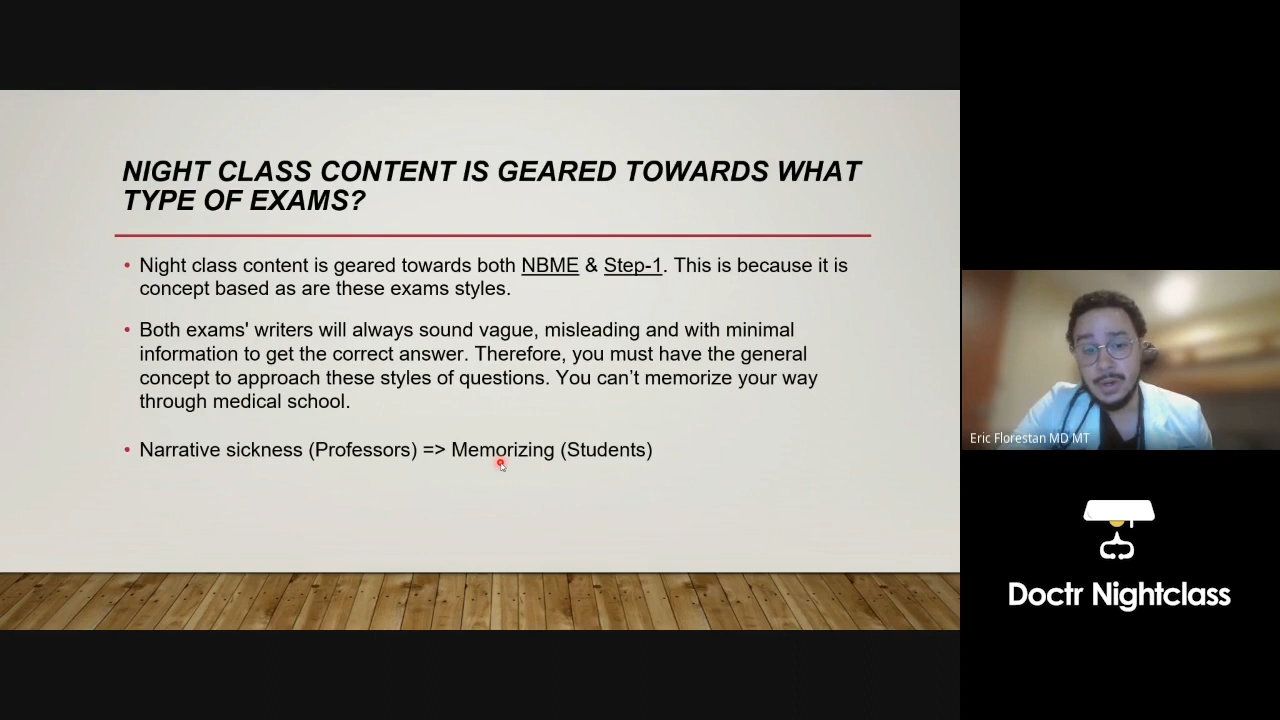 NIGHT CLASS CONTENT IS GEARED TOWARDS WHAT
TYPE OF EXAMS?
• Night class content is geared towards both NBME & Step-1. This is because it is
concept based as are these exams styles.
• Both exams' writers will always sound vague, misleading and with minimal
information to get the correct answer. Therefore, you must have the general
concept to approach these styles of questions. You can’t memorize your way
through medical school.
• Narrative sickness (Professors) => Memorizing (Students)
Eric Florestan MD MT
Doctr Nightclass